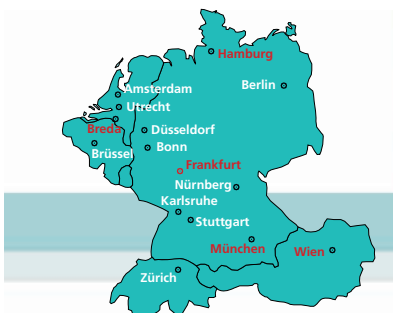 Hamburg
Amsterdam
Berlin
Utrecht
Breda
Düsseldorf
Brüssel
Bonn
Frankfurt
Nürnberg
Karlsruhe
Stuttgart
München
Wien
Zürich